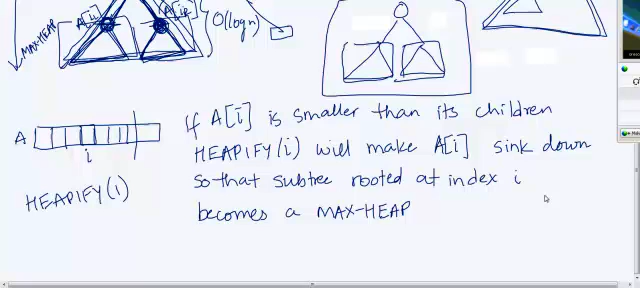 A[i]
A[i]
O(logn)
MAX-HEAP
If A[i] is smaller than its children
HEAPIFY(i) will make A[i] sink down
so that subtree rooted at index i
becomes a MAX-HEAP
A
i
HEAPIFY(i)